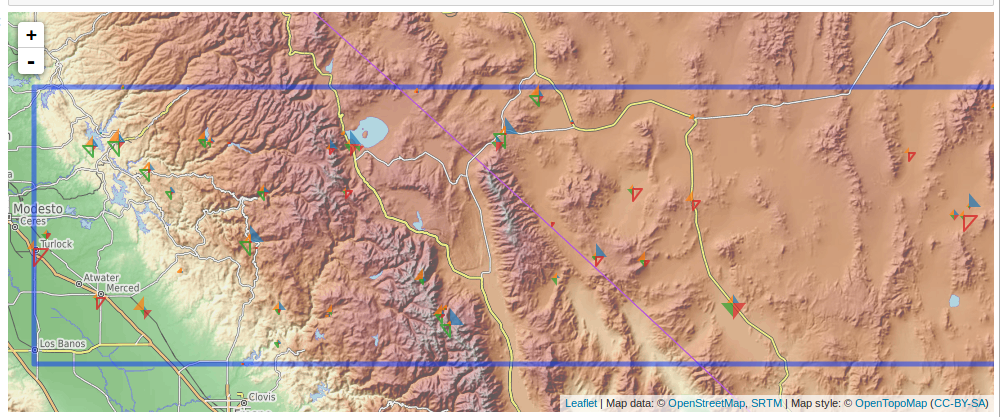 +
-
Modesto
Ceres
Turlock
Atwater
Merced
Los Banos
Clovis
Leaflet | Map data: © OpenStreetMap, SRTM | Map style: © OpenTopoMap (CC-BY-SA)